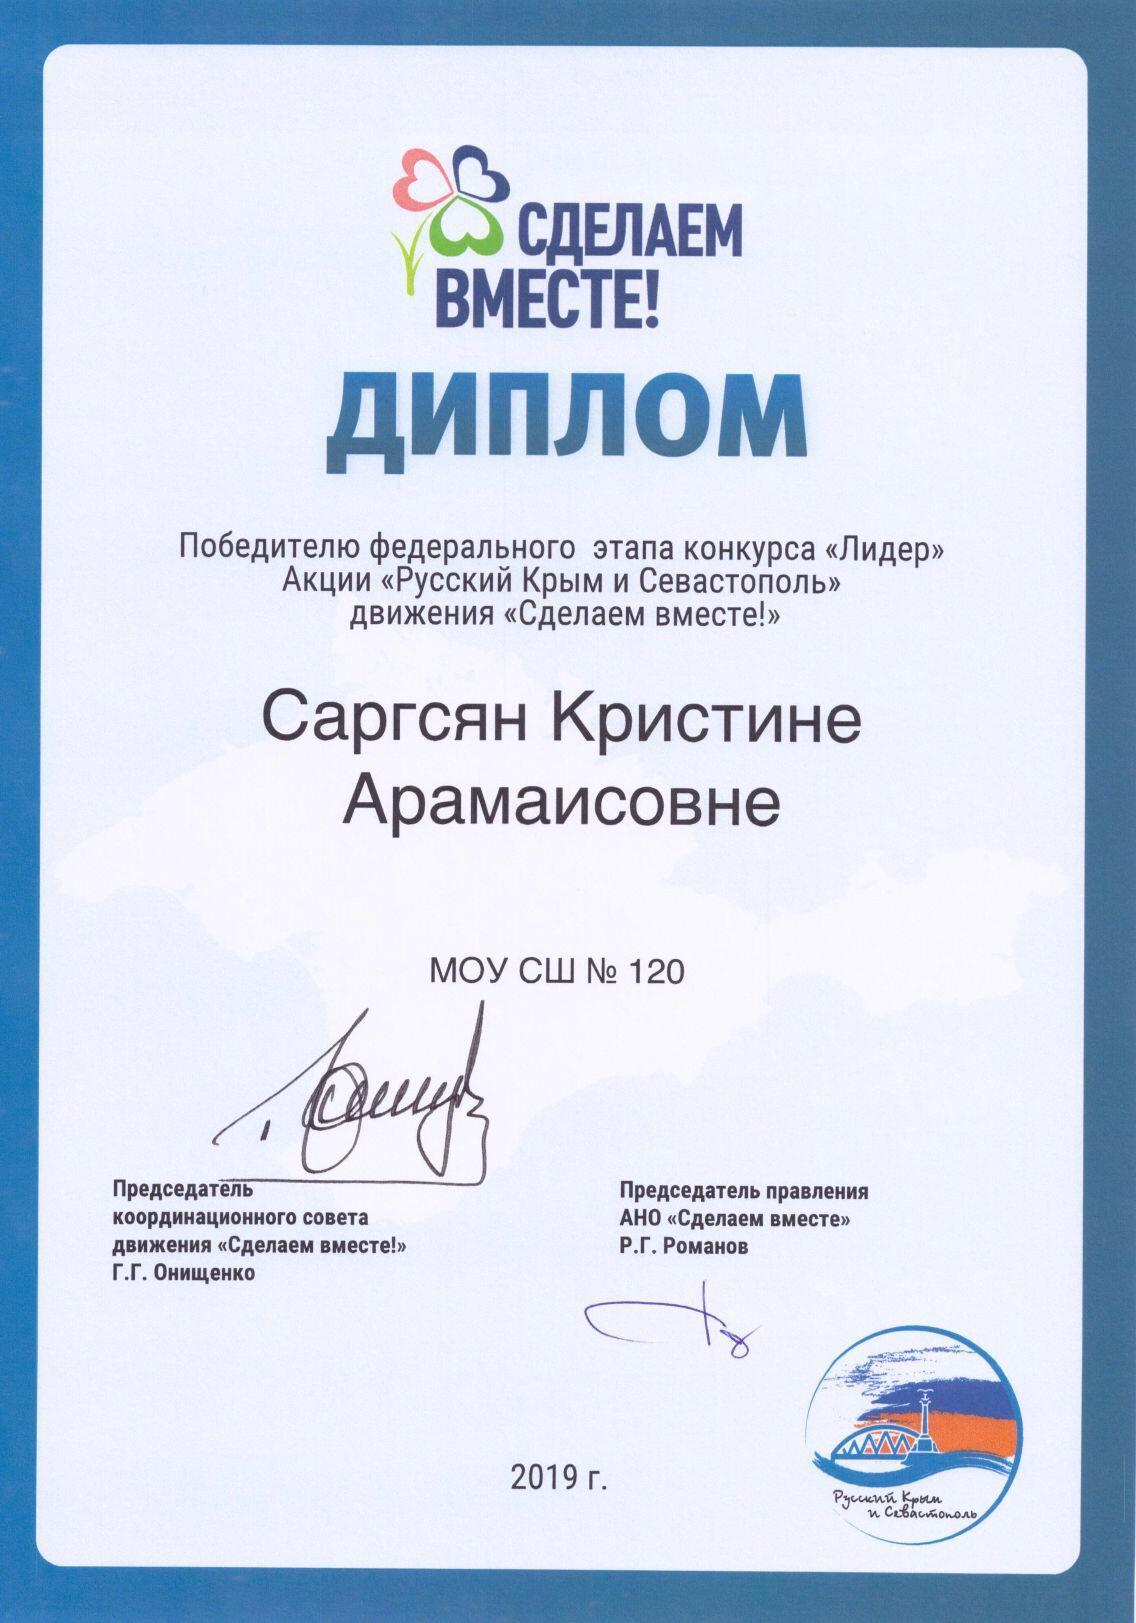 СДЕЛАЕМ
ВМЕСТЕ!
ДИПЛОМ
Победителю федерального этапа конкурса «Лидер»
Акции «Русский Крым и Севастополь»
движения «Сделаем вместе!»
Саргсян Кристине
Арамаисовне
МОУ СШ № 120
Председатель
координационного совета
движения «Сделаем вместе!»
Г.Г. Онищенко
Председатель правления
АНО «Сделаем вместе»
Р.Г. Романов
2019 г.
Русский Крым
и Севастополь